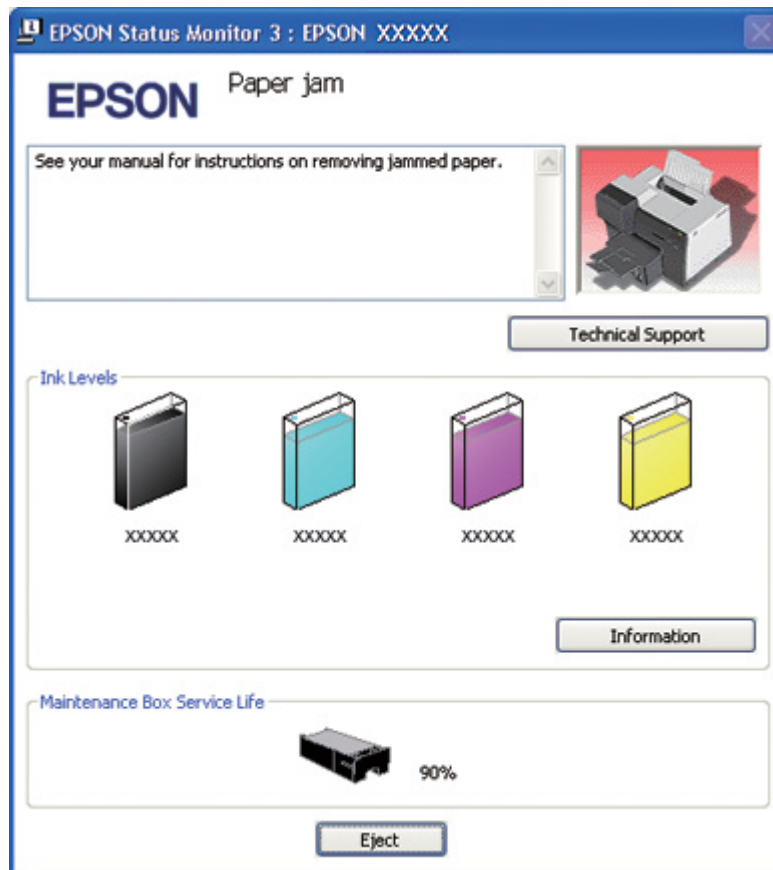 EPSON Status Monitor 3 : EPSON XXXXX
EPSON
Paper jam
See your manual for instructions on removing jammed paper.
Technical Support
Ink Levels
XXXXX
XXXXX
XXXXX
XXXXX
Information
Maintenance Box Service Life
90%
Eject